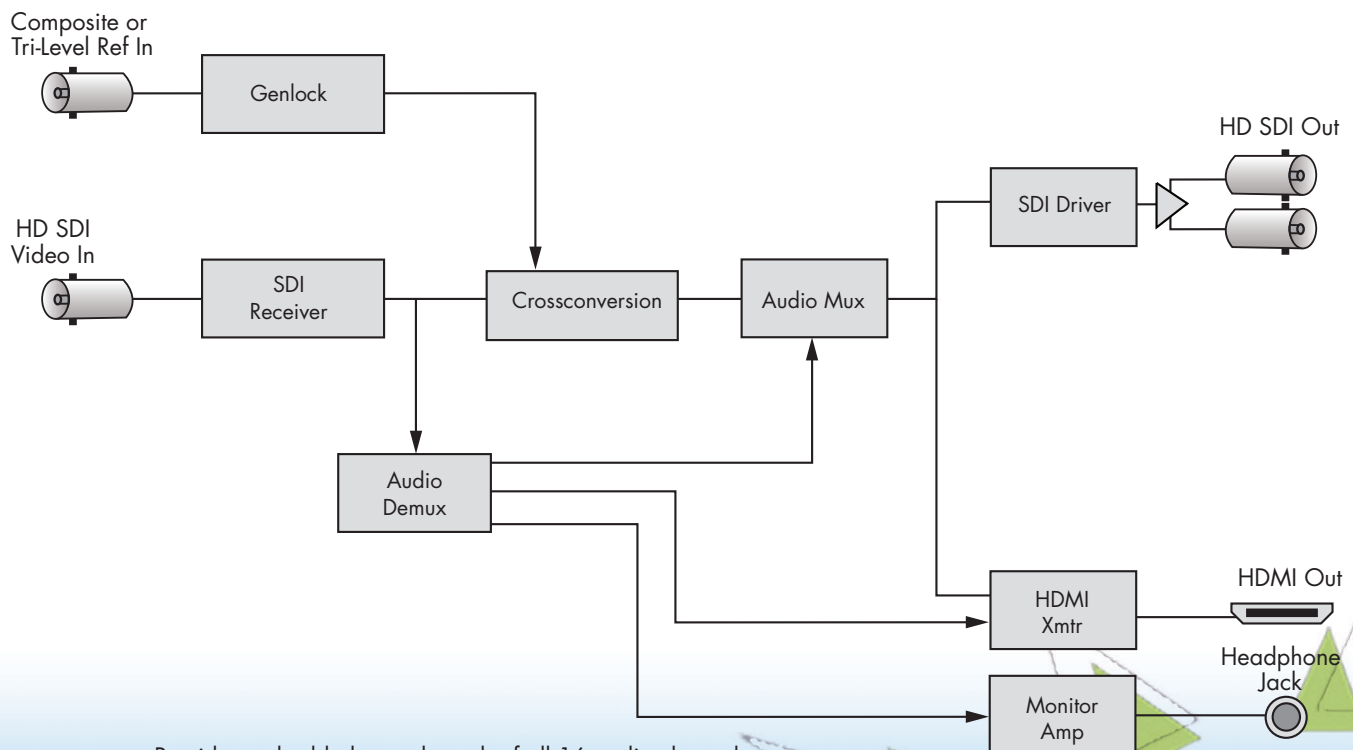 Composite or
Tri-Level Ref In
Genlock
HD SDI Out
SDI Driver
HD SDI
Video In
SDI
Receiver
Crossconversion
Audio Mux
Audio
Demux
HDMI
Xmtr
HDMI Out
Headphone
Jack
Monitor
Amp